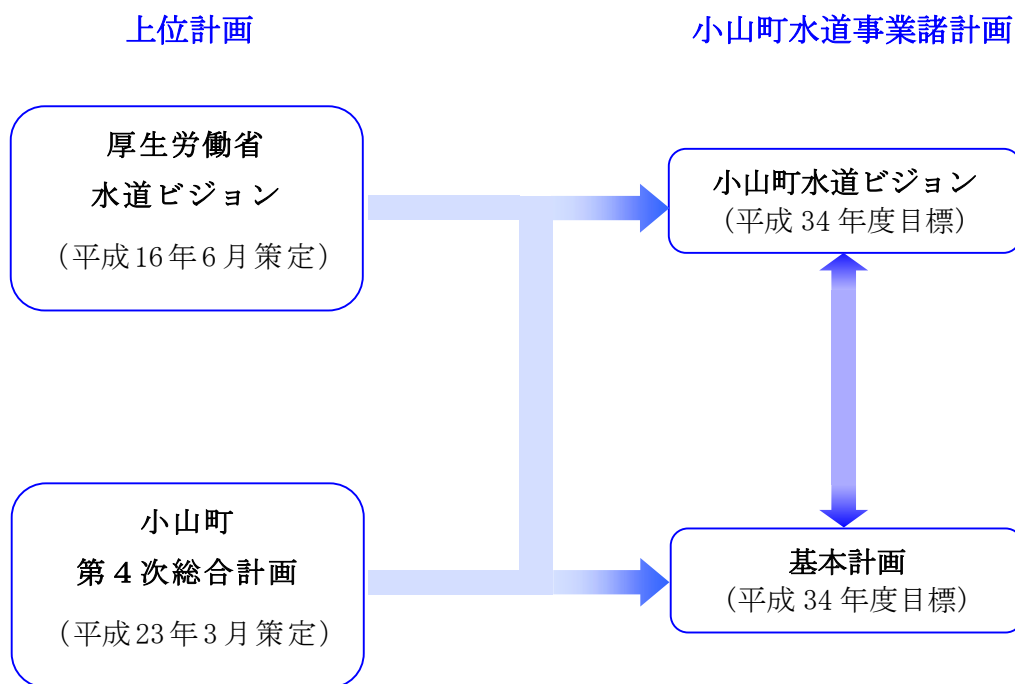 上位計画
小山町水道事業諸計画
厚生労働省
水道ビジョン
（平成16年6月策定）
小山町水道ビジョン
（平成 34 年度目標）
小山町
第４次総合計画
（平成23年3月策定）
基本計画
（平成 34 年度目標）